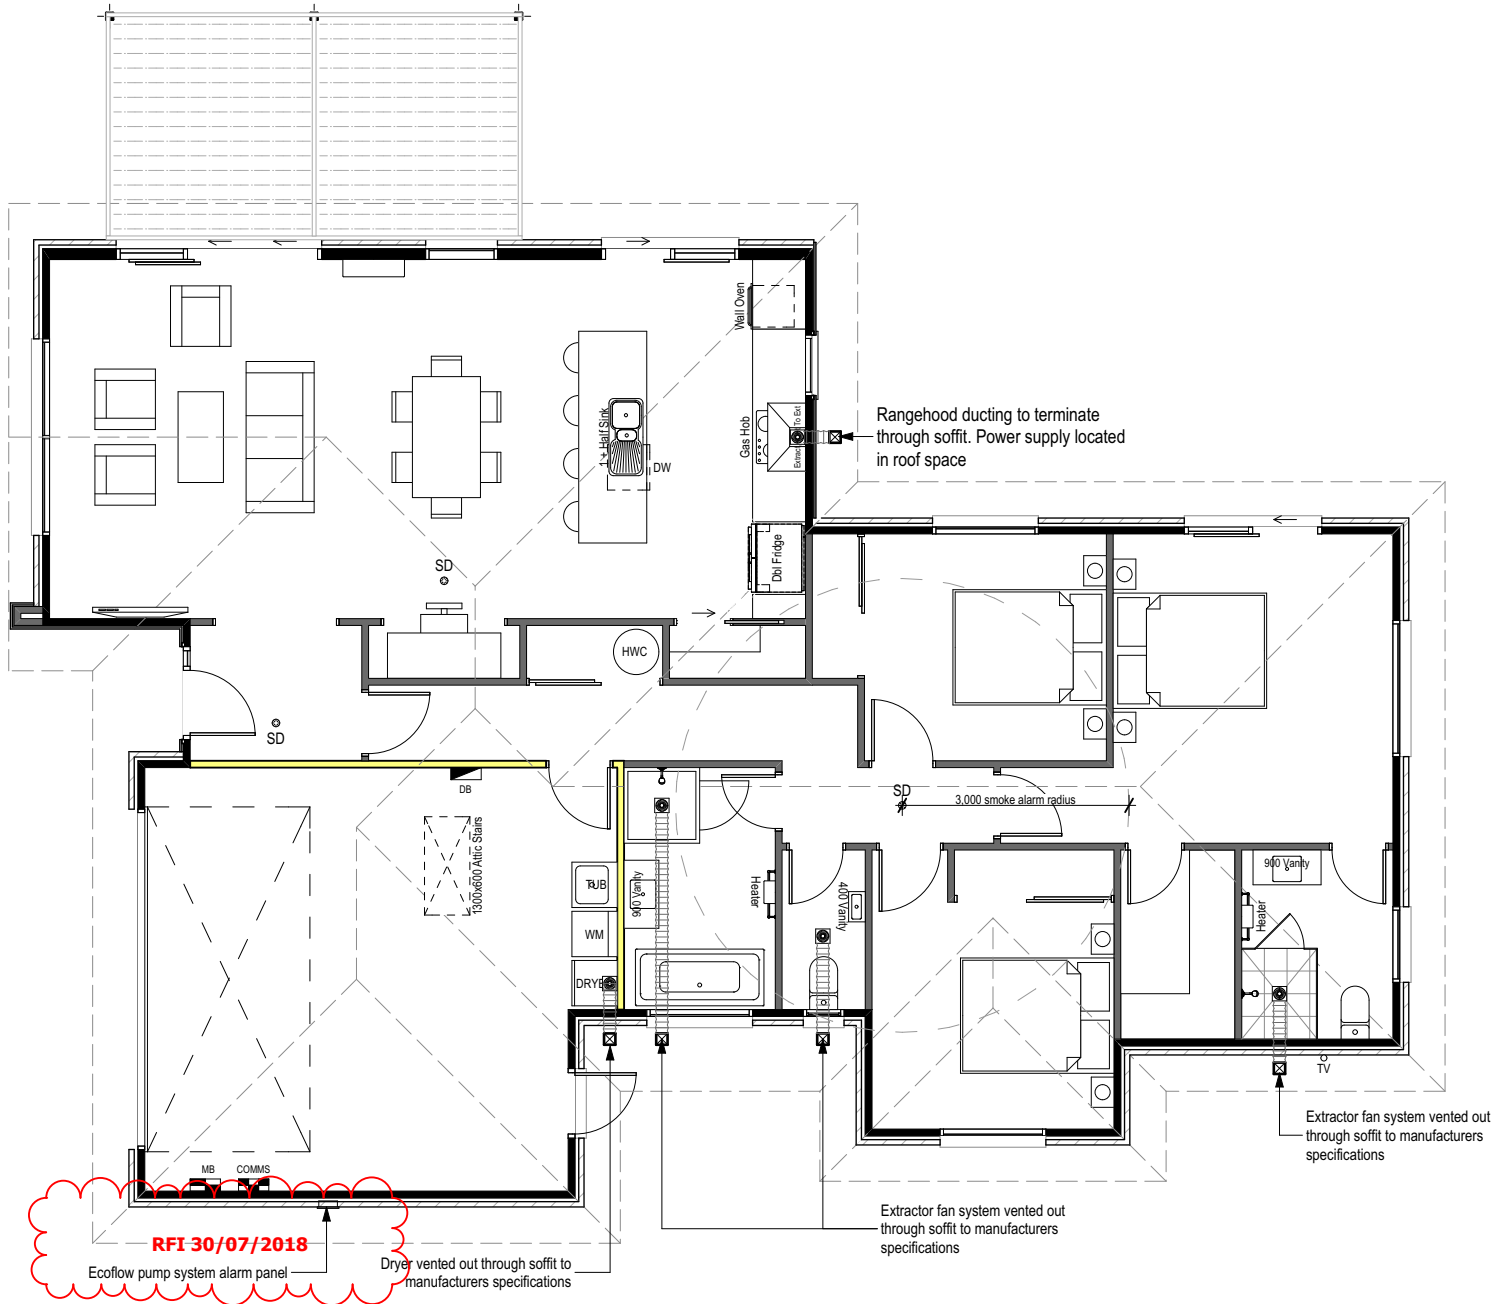 Wall Oven
Rangehood ducting to terminate
through soffit. Power supply located
in roof space
Gas Hob
To Ext
1 + Half Sink
DW
Dbl Fridge
SD
HWC
SD
SD
3,000 smoke alarm radius
DB
1300x600 Attic Stairs
TUB
WM
900 Vanity
Heater
400 Vanity
900 Vanity
Heater
TV
MB
COMMS
Extractor fan system vented out
through soffit to manufacturers
specifications
Extractor fan system vented out
through soffit to manufacturers
specifications
RFI 30/07/2018
Ecoflow pump system alarm panel
Dryer vented out through soffit to
manufacturers specifications